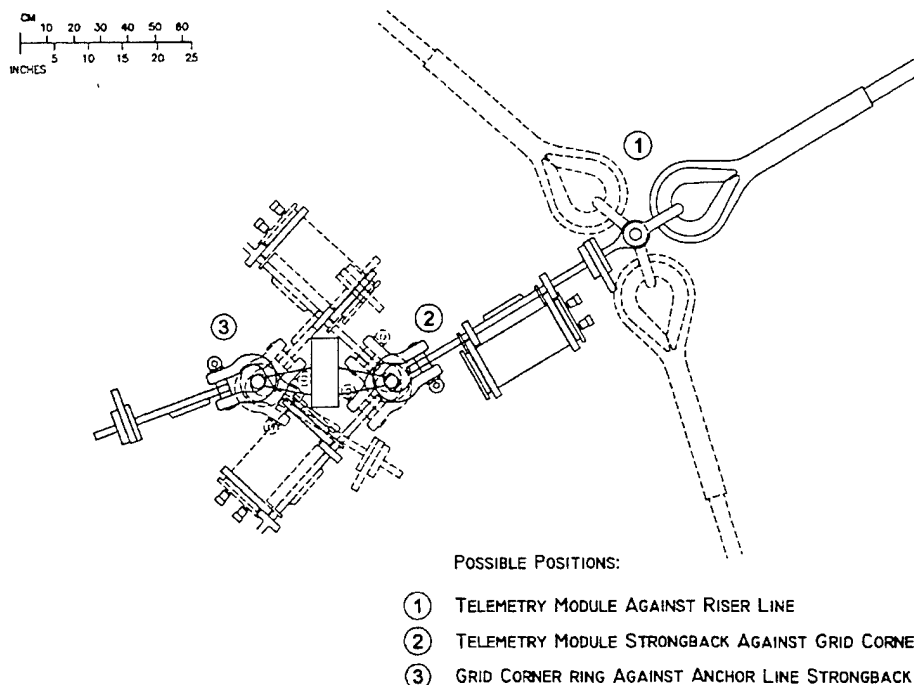 CM
10 20 30 40 50 60
5 10 15 20 25
INCHES
1
3
2
POSSIBLE POSITIONS:
1 TELEMETRY MODULE AGAINST RISER LINE
2 TELEMETRY MODULE STRONGBACK AGAINST GRID CORNE
3 GRID CORNER RING AGAINST ANCHOR LINE STRONGBACK